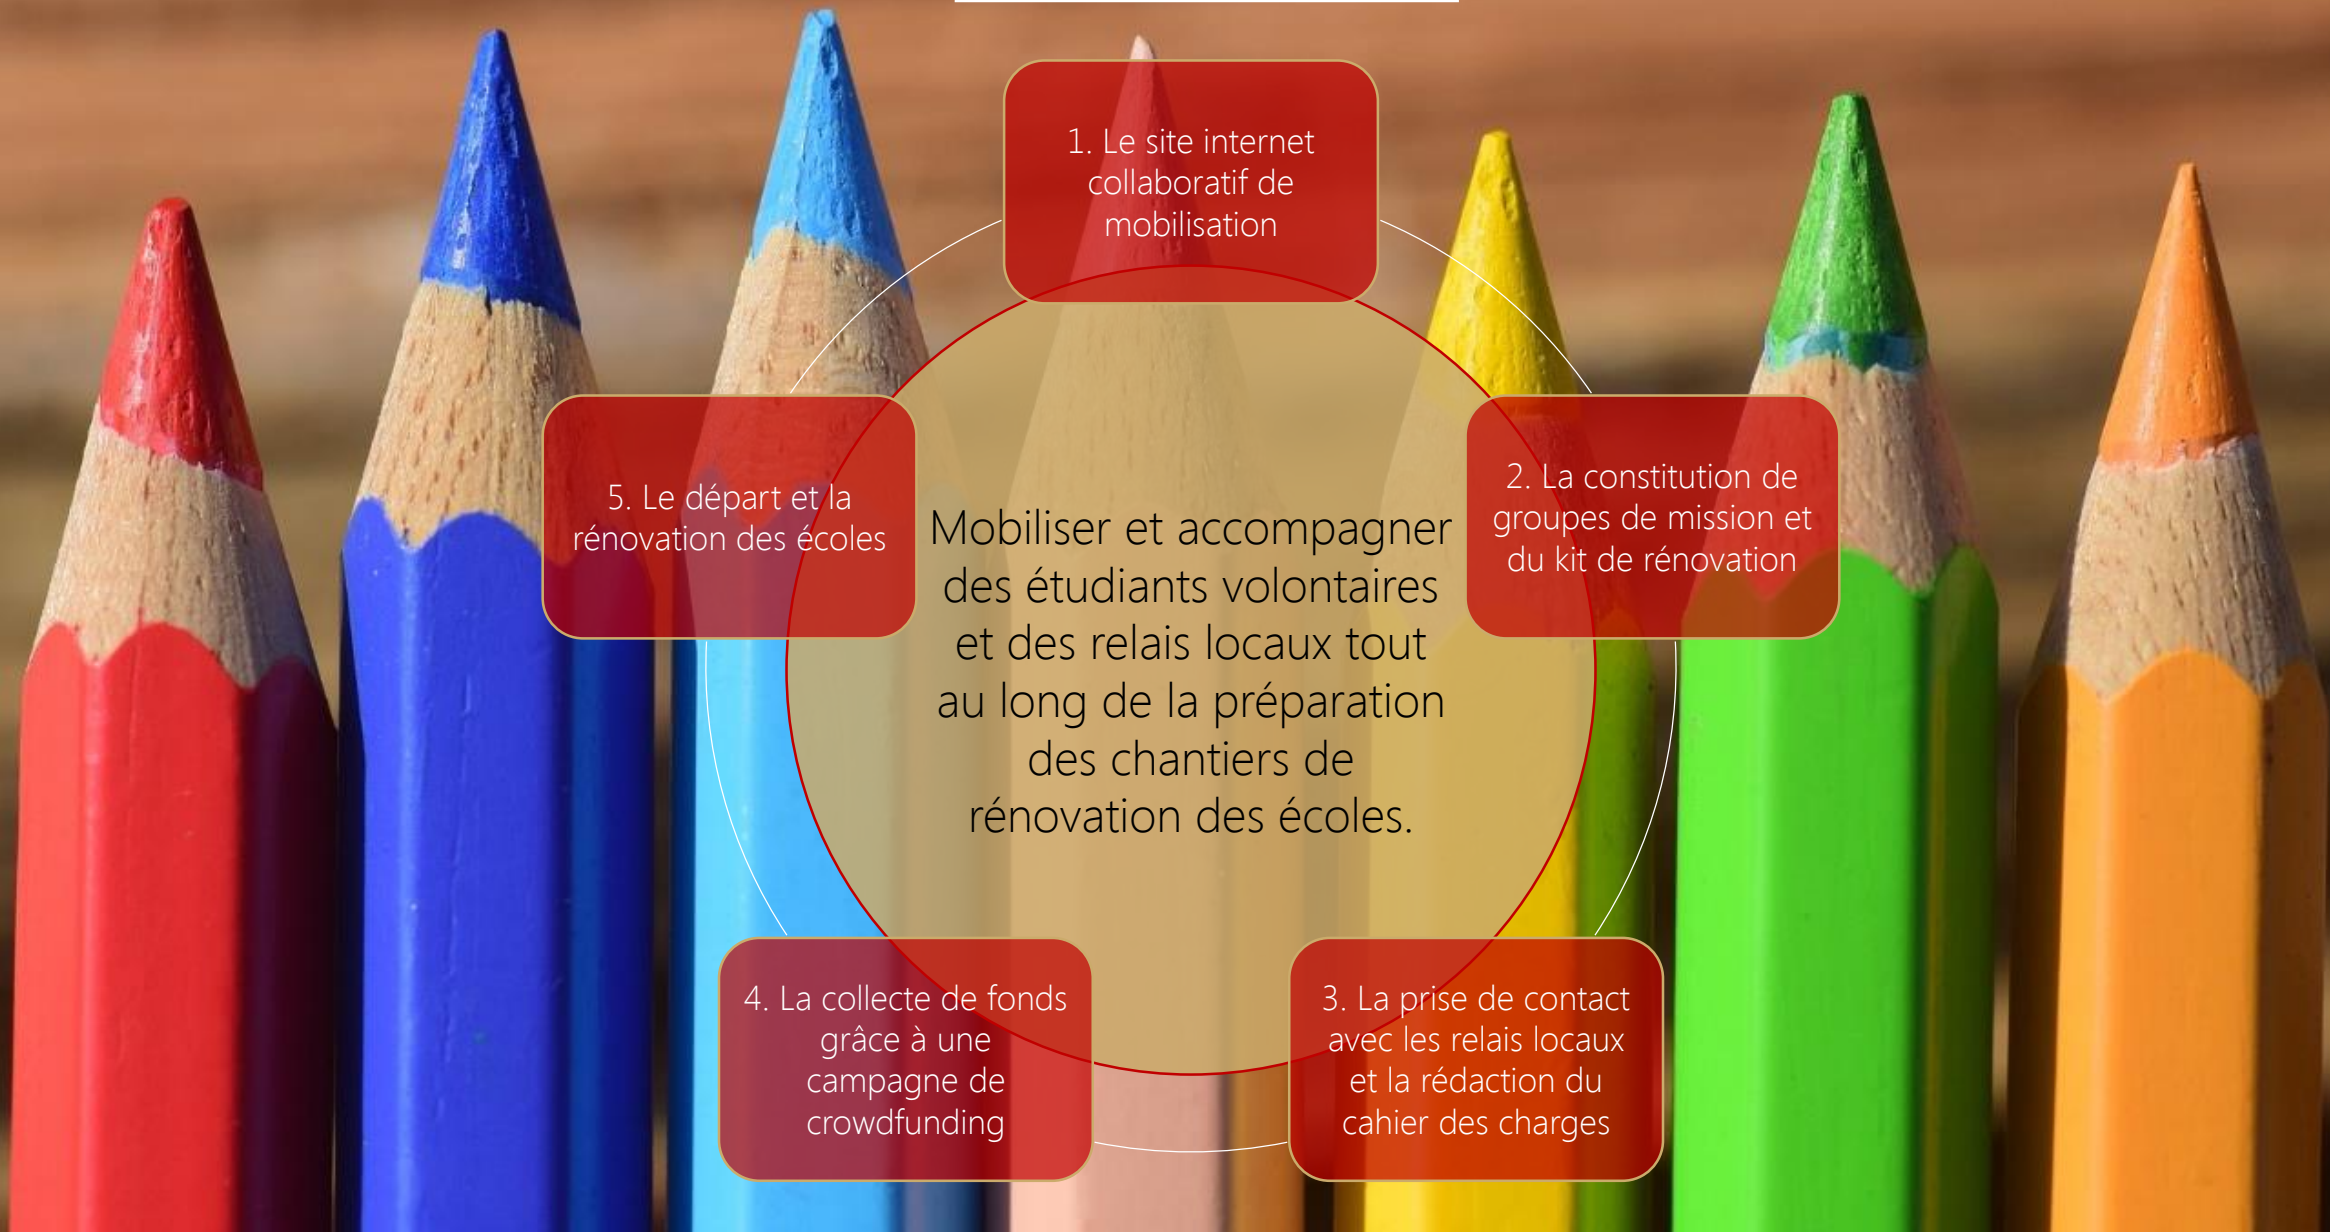 1. Le site internet
collaboratif de
mobilisation
2. La constitution de
groupes de mission et
du kit de rénovation
3. La prise de contact
avec les relais locaux
et la rédaction du
cahier des charges
4. La collecte de fonds
grâce à une
campagne de
crowdfunding
5. Le départ et la
rénovation des écoles
Mobiliser et accompagner
des étudiants volontaires
et des relais locaux tout
au long de la préparation
des chantiers de
rénovation des écoles.